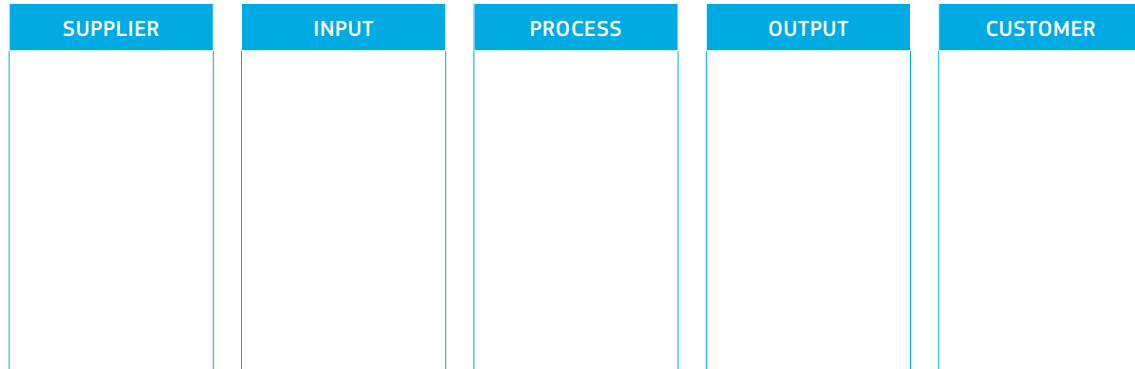 SUPPLIER
INPUT
PROCESS
OUTPUT
CUSTOMER